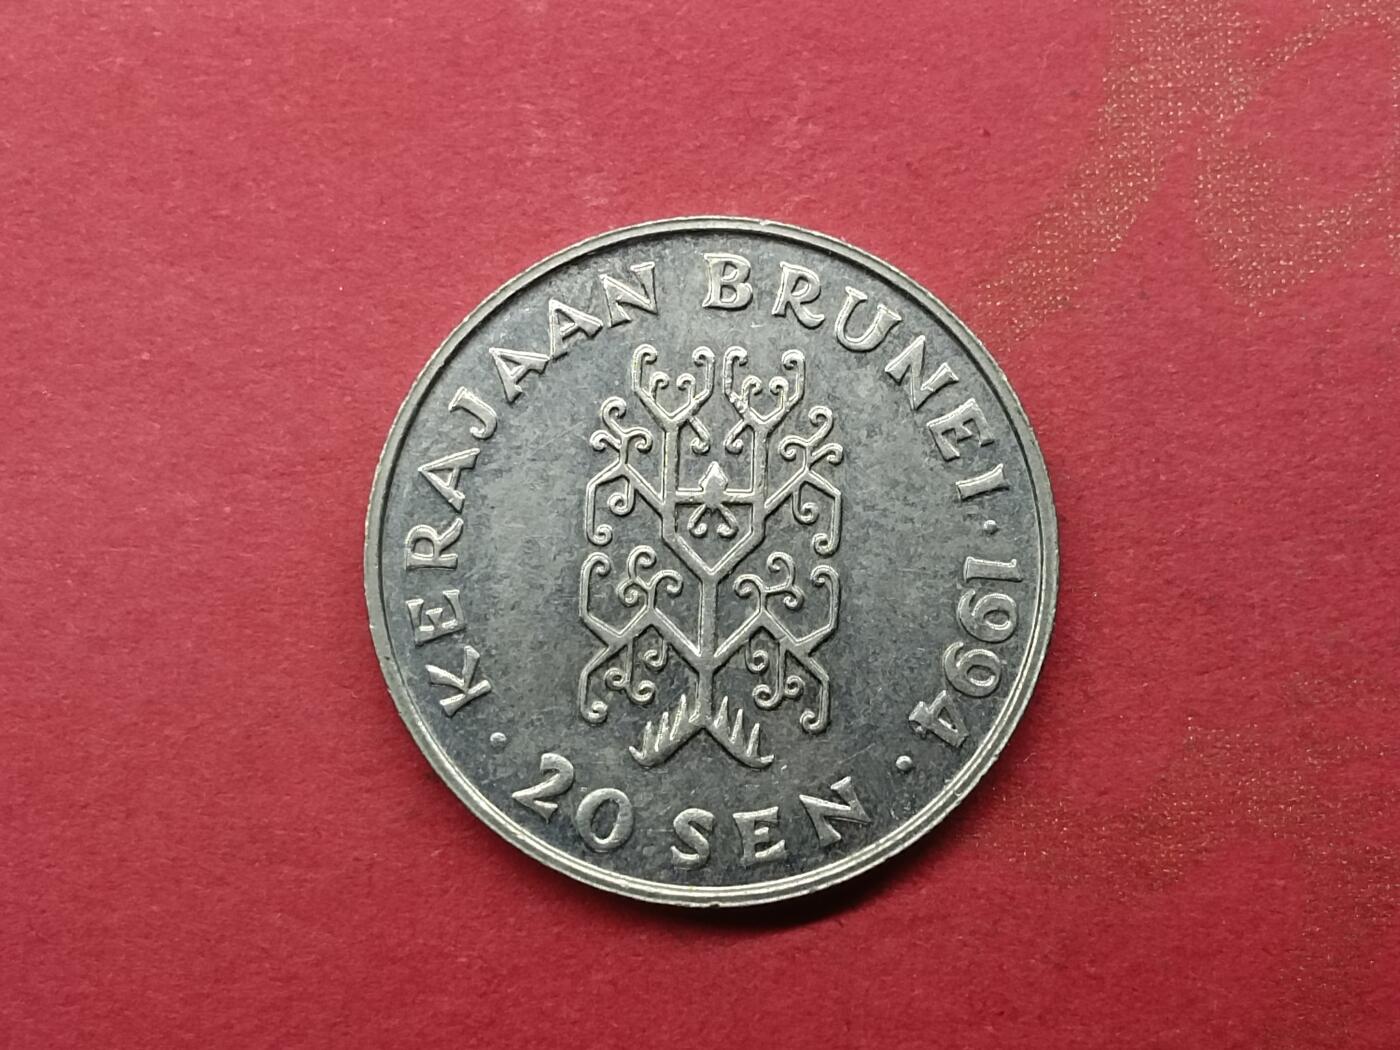 KERAJAAN BRUNEI · 1994 ·
20 SEN ·